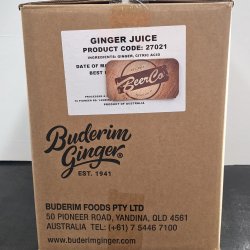 GINGER JUICE
PRODUCT CODE: 27021
INGREDIENTS: GINGER, CITRIC ACID
DATE OF MA
BEST
BeerCo
PRODUCT OF AUSTRALIA
Buderim
Ginger®
EST. 1941
BUDERIM FOODS PTY LTD
50 PIONEER ROAD, YANDINA, QLD 4561
AUSTRALIA TEL: (+61) 7 5446 7100
www.buderimginger.com